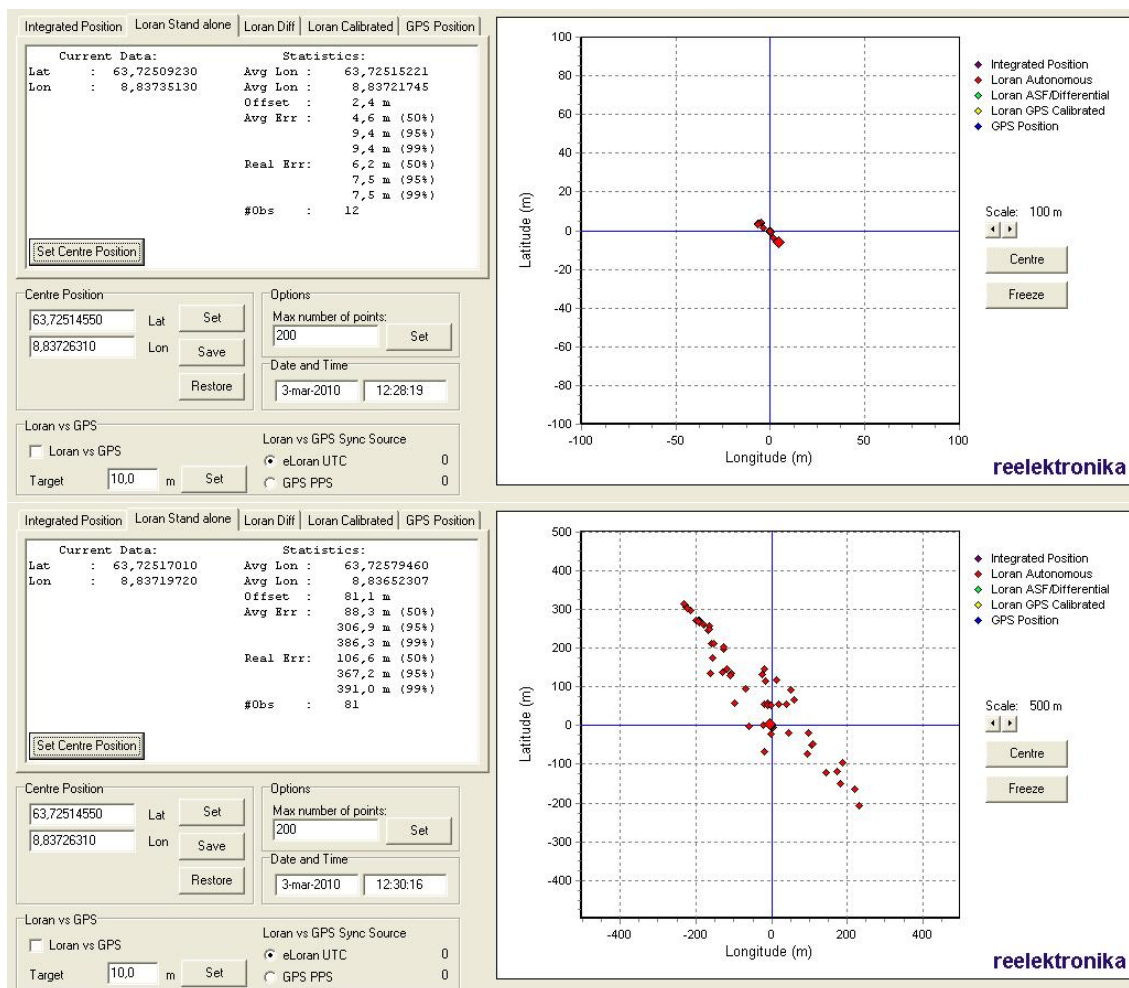 Integrated Position Loran Stand alone Loran Diff Loran Calibrated GPS Position
Current Data: Statistics:
Lat : 63,72509230 Avg Lon : 63,72515221
Lon : 8,83735130 Avg Lon : 8,83721745
Offset : 2,4 m
Avg Err : 4,6 m (50%)
9,4 m (95%)
9,4 m (99%)
Real Err: 6,2 m (50%)
7,5 m (95%)
7,5 m (99%)
#Obs : 12
Set Centre Position
Centre Position
63,72514550 Lat Set
8,83726310 Lon Save
Restore
Options
Max number of points:
200 Set
Date and Time
3-mar-2010 12:28:19
Loran vs GPS
Loran vs GPS
Target 10,0 m Set
Loran vs GPS Sync Source
eLoran UTC 0
GPS PPS 0
100
80
60
40
20
0
-20
-40
-60
-80
-100
-100 -50 0 50 100
Latitude (m)
Longitude (m)
Integrated Position
Loran Autonomous
Loran ASF/Differential
Loran GPS Calibrated
GPS Position
Scale: 100 m
Centre
Freeze
reelektronika
Integrated Position Loran Stand alone Loran Diff Loran Calibrated GPS Position
Current Data: Statistics:
Lat : 63,72517010 Avg Lon : 63,72579460
Lon : 8,83719720 Avg Lon : 8,83652307
Offset : 81,1 m
Avg Err : 88,3 m (50%)
306,9 m (95%)
386,3 m (99%)
Real Err: 106,6 m (50%)
367,2 m (95%)
391,0 m (99%)
#Obs : 81
Set Centre Position
Centre Position
63,72514550 Lat Set
8,83726310 Lon Save
Restore
Options
Max number of points:
200 Set
Date and Time
3-mar-2010 12:30:16
Loran vs GPS
Loran vs GPS
Target 10,0 m Set
Loran vs GPS Sync Source
eLoran UTC 0
GPS PPS 0
500
400
300
200
100
0
-100
-200
-300
-400
-400 -200 0 200 400
Latitude (m)
Longitude (m)
Integrated Position
Loran Autonomous
Loran ASF/Differential
Loran GPS Calibrated
GPS Position
Scale: 500 m
Centre
Freeze
reelektronika